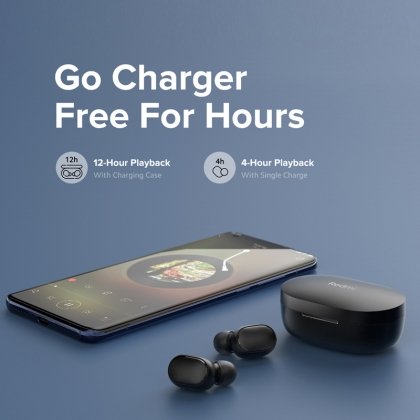 Go Charger
Free For Hours
12h
12-Hour Playback
With Charging Case
4h
4-Hour Playback
With Single Charge
Redmi